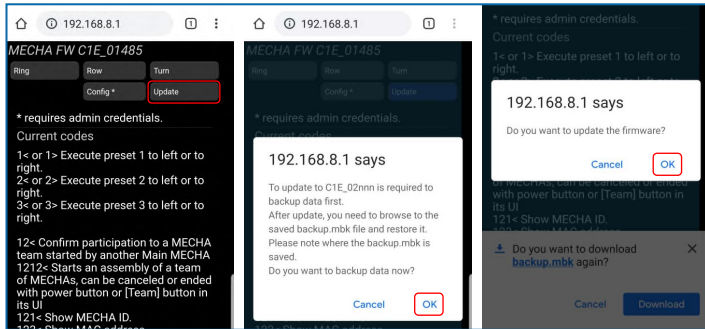 192.168.8.1
1
MECHA FW C1E_01485
Ring
Row
Turn
Config *
Update
* requires admin credentials.
Current codes
1< or 1> Execute preset 1 to left or to
right.
2< or 2> Execute preset 2 to left or to
right.
3< or 3> Execute preset 3 to left or to
right.
12< Confirm participation to a MECHA
team started by another Main MECHA
1212< Starts an assembly of a team
of MECHAs, can be canceled or ended
with power button or [Team] button in
its UI
121< Show MECHA ID.
122< Show MAC address
192.168.8.1
1
MECHA FW C1E_01485
Ring
Row
Turn
Config *
Update
* requires admin credentials.
Current codes
192.168.8.1 says
To update to C1E_02nnn is required to
backup data first.
After update, you need to browse to the
saved backup.mbk file and restore it.
Please note where the backup.mbk is
saved.
Do you want to backup data now?
Cancel
OK
121< Show MECHA ID.
* requires admin credentials.
Current codes
1< or 1> Execute preset 1 to left or to
right.
192.168.8.1 says
Do you want to update the firmware?
Cancel
OK
of MECHAs, can be canceled or ended
with power button or [Team] button in
its UI
121< Show MECHA ID.
Do you want to download
backup.mbk again?
Cancel
Download